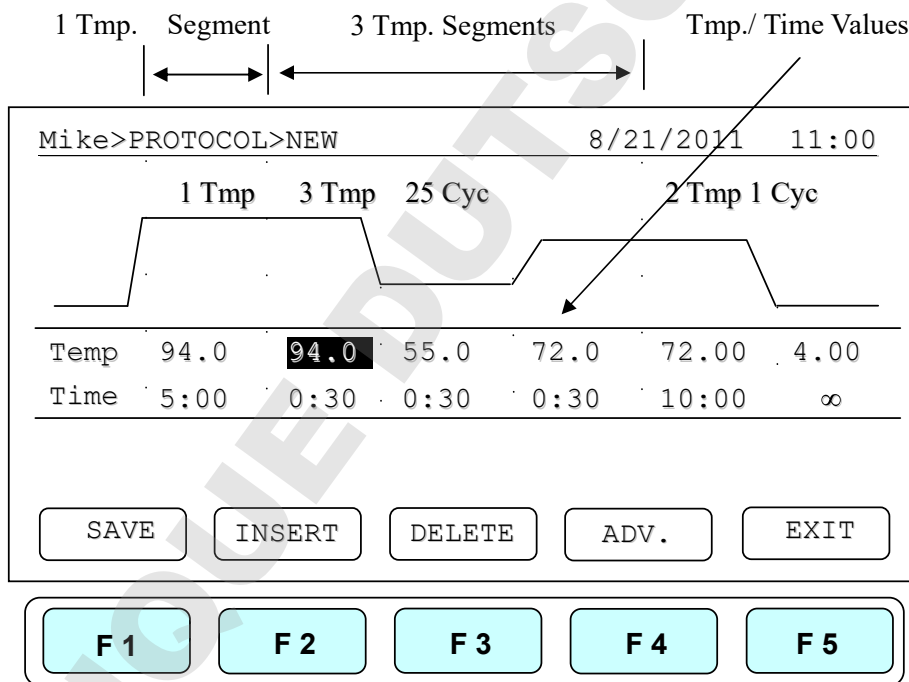 1 Tmp. Segment 3 Tmp. Segments Tmp./ Time Values
Mike>PROTOCOL>NEW 8/21/2011 11:00
1 Tmp 3 Tmp 25 Cyc 2 Tmp 1 Cyc
Temp 94.0 94.0 55.0 72.0 72.00 4.00
Time 5:00 0:30 0:30 0:30 10:00 ∞
SAVE INSERT DELETE ADV. EXIT
F 1 F 2 F 3 F 4 F 5